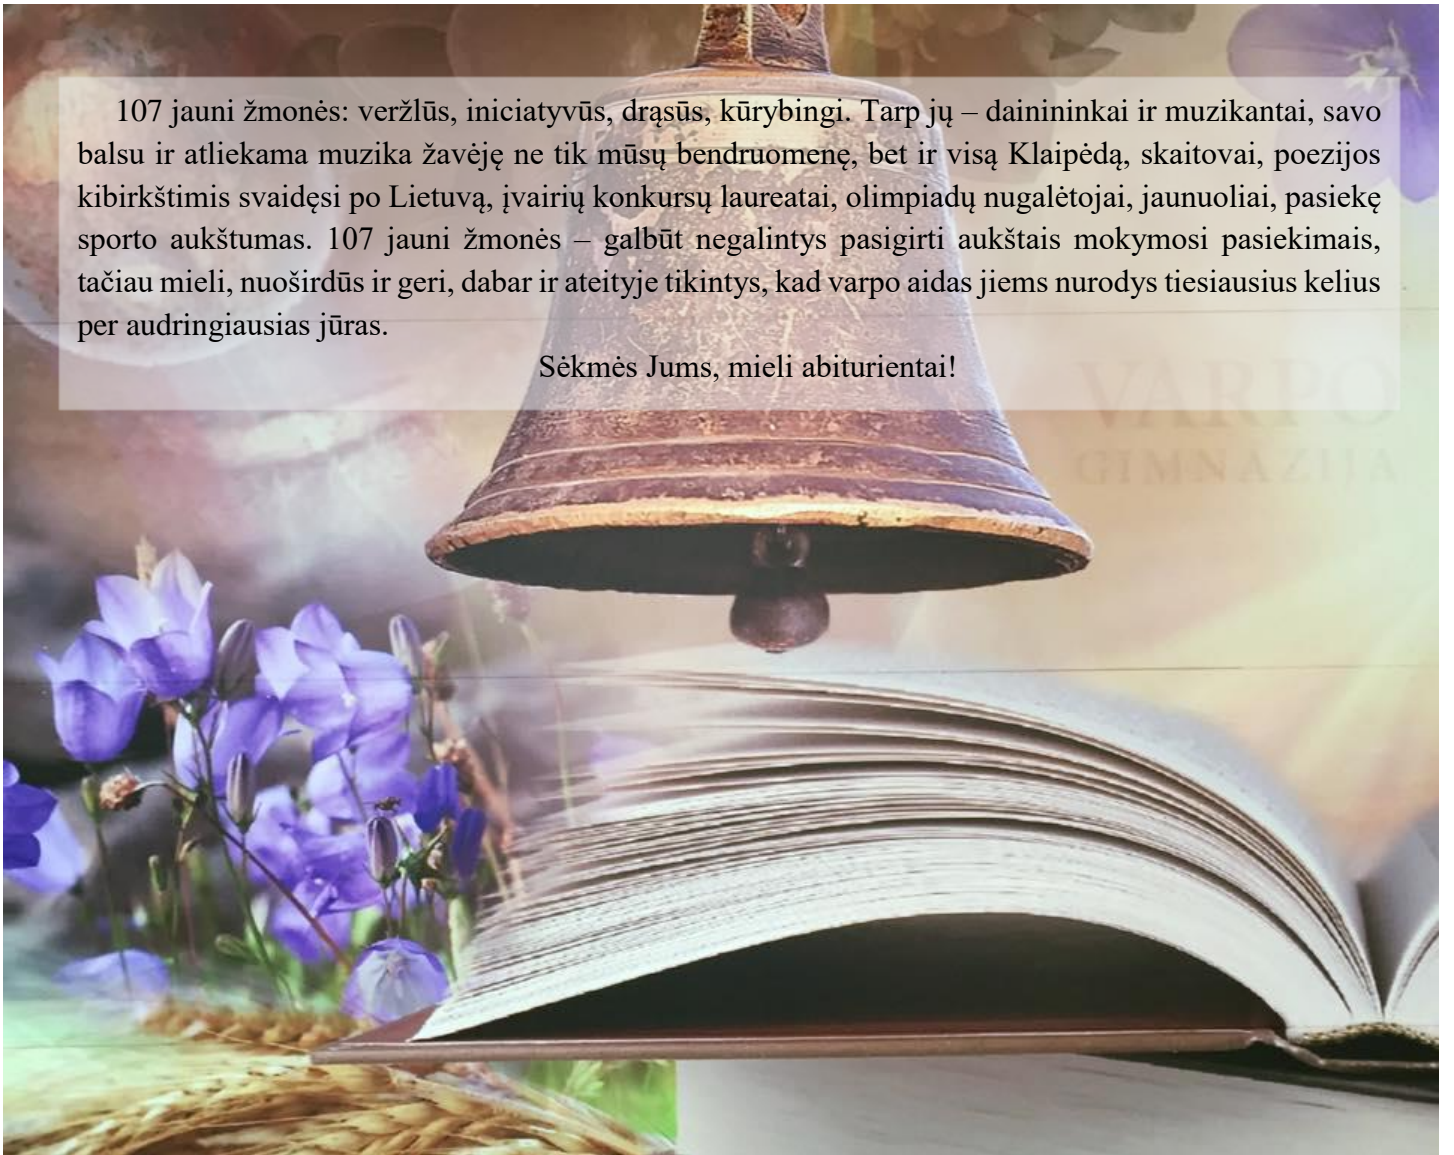 107 jauni žmonės: veržlūs, iniciatyvūs, drąsūs, kūrybingi. Tarp jų – dainininkai ir muzikantai, savo
balsu ir atliekama muzika žavėję ne tik mūsų bendruomenę, bet ir visą Klaipėdą, skaitovai, poezijos
kibirkštimis svaidęsi po Lietuvą, įvairių konkursų laureatai, olimpiadų nugalėtojai, jaunuoliai, pasiekę
sporto aukštumas. 107 jauni žmonės – galbūt negalintys pasigirti aukštais mokymosi pasiekimais,
tačiau mieli, nuoširdūs ir geri, dabar ir ateityje tikintys, kad varpo aidas jiems nurodys tiesiausius kelius
per audringiausias jūras.
Sėkmės Jums, mieli abiturientai!
VARPO
GIMNAZIJA